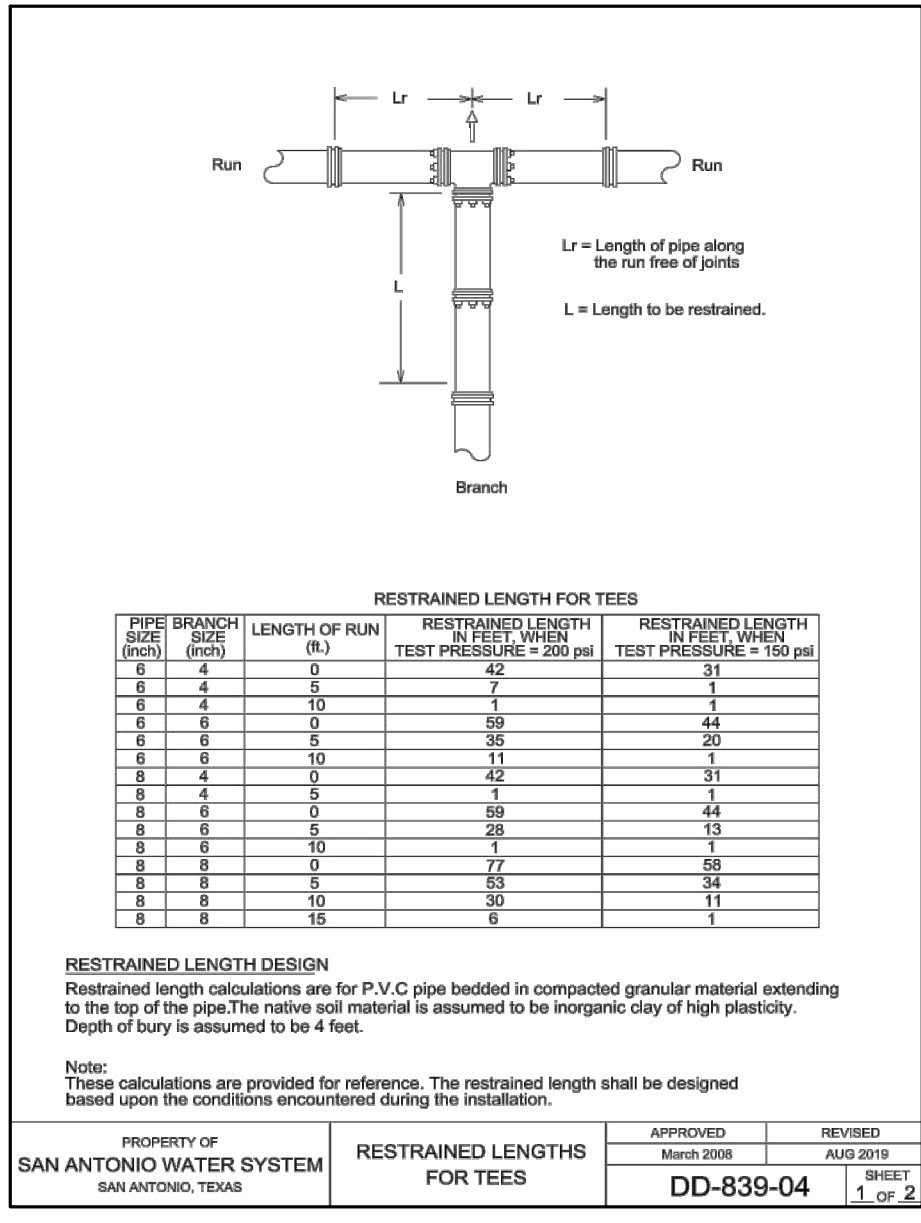 Lr Lr
Run Run
Lr = Length of pipe along
the run free of joints
L
L = Length to be restrained.
Branch
RESTRAINED LENGTH FOR TEES
PIPE SIZE (inch) BRANCH SIZE (inch) LENGTH OF RUN (ft.) RESTRAINED LENGTH IN FEET, WHEN TEST PRESSURE = 200 psi RESTRAINED LENGTH IN FEET, WHEN TEST PRESSURE = 150 psi
6 4 0 42 31
6 4 5 7 1
6 4 10 1 1
6 6 0 59 44
6 6 5 35 20
6 6 10 11 1
8 4 0 42 31
8 4 5 1 1
8 6 0 59 44
8 6 5 28 13
8 6 10 1 1
8 8 0 77 58
8 8 5 53 34
8 8 10 30 11
8 8 15 6 1
RESTRAINED LENGTH DESIGN
Restrained length calculations are for P.V.C pipe bedded in compacted granular material extending
to the top of the pipe.The native soil material is assumed to be inorganic clay of high plasticity.
Depth of bury is assumed to be 4 feet.
Note:
These calculations are provided for reference. The restrained length shall be designed
based upon the conditions encountered during the installation.
PROPERTY OF
SAN ANTONIO WATER SYSTEM
SAN ANTONIO, TEXAS
RESTRAINED LENGTHS
FOR TEES
APPROVED REVISED
March 2008 AUG 2019
DD-839-04
SHEET
1 OF 2